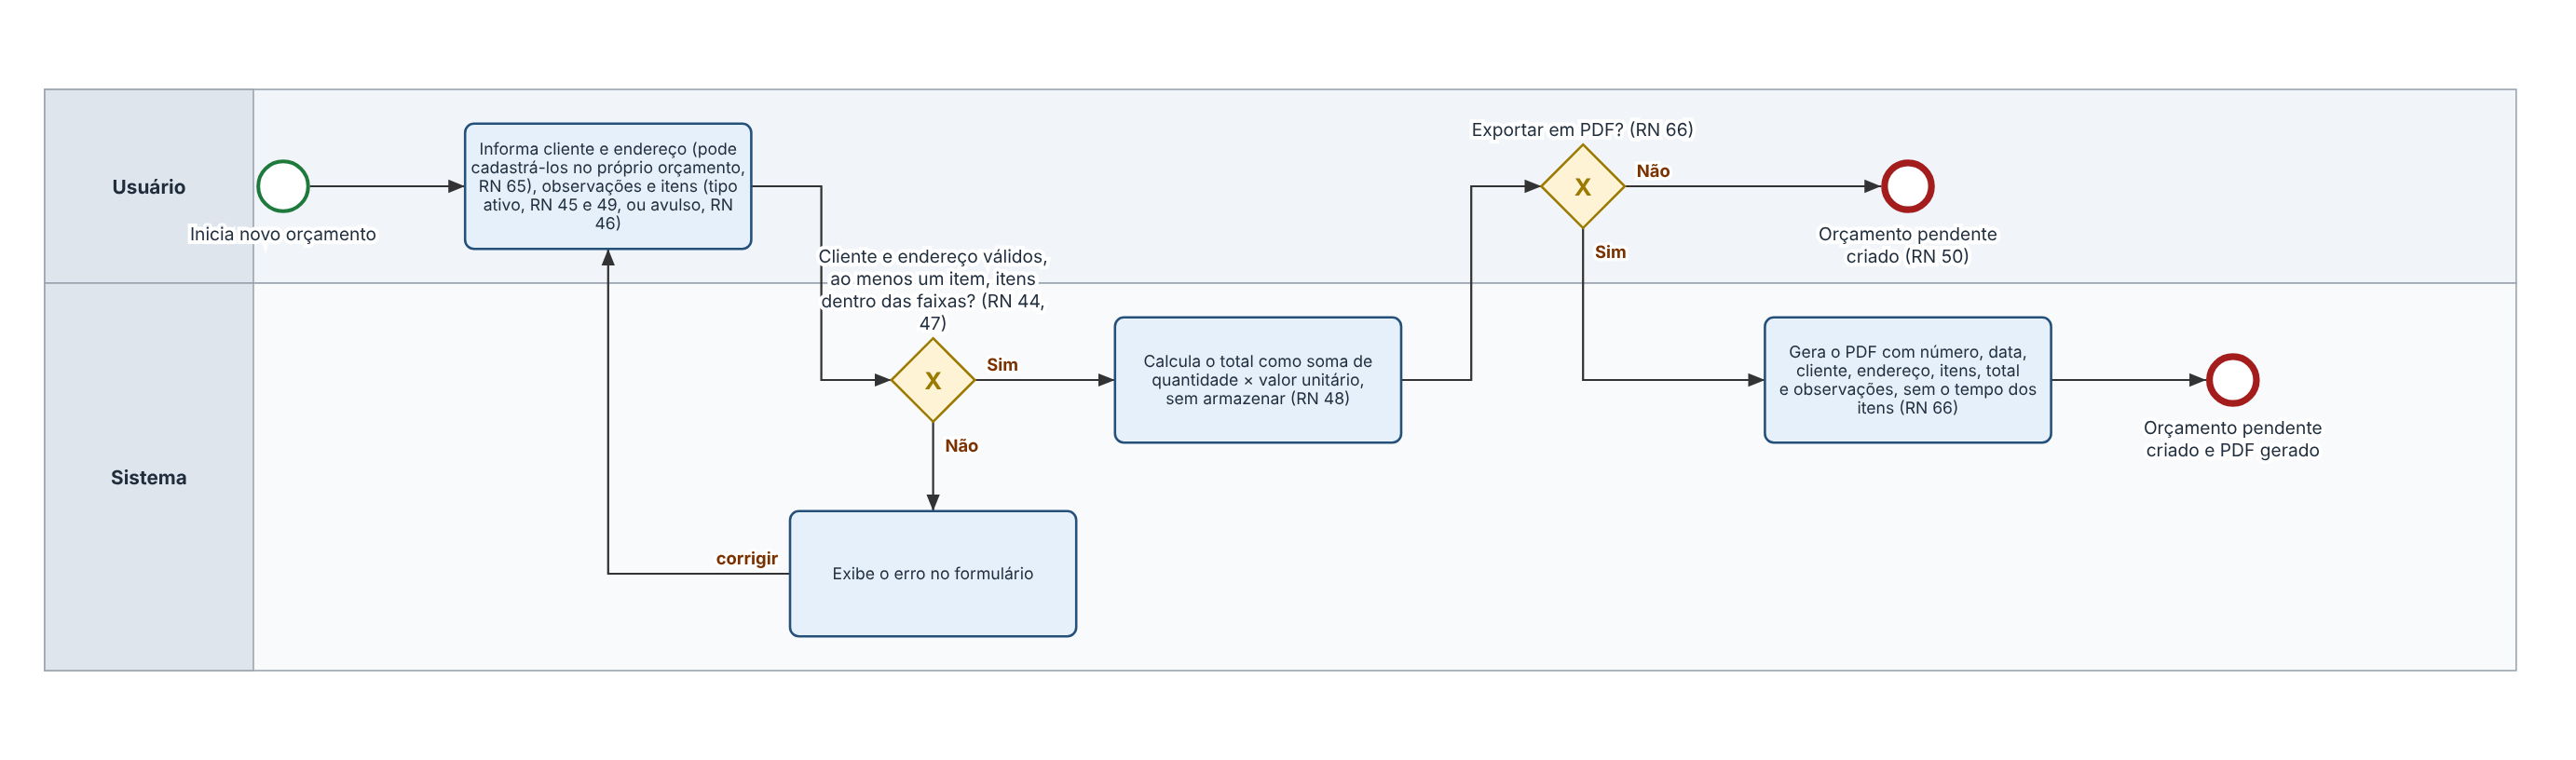 Usuário
Inicia novo orçamento
Informa cliente e endereço (pode
cadastrá-los no próprio orçamento,
RN 65), observações e itens (tipo
ativo, RN 45 e 49, ou avulso, RN
46)
Exportar em PDF? (RN 66)
X
Não
Sim
Orçamento pendente
criado (RN 50)
Sistema
Cliente e endereço válidos,
ao menos um item, itens
dentro das faixas? (RN 44,
47)
X
Sim
Não
Calcula o total como soma de
quantidade × valor unitário,
sem armazenar (RN 48)
Gera o PDF com número, data,
cliente, endereço, itens, total
e observações, sem o tempo dos
itens (RN 66)
Orçamento pendente
criado e PDF gerado
corrigir
Exibe o erro no formulário